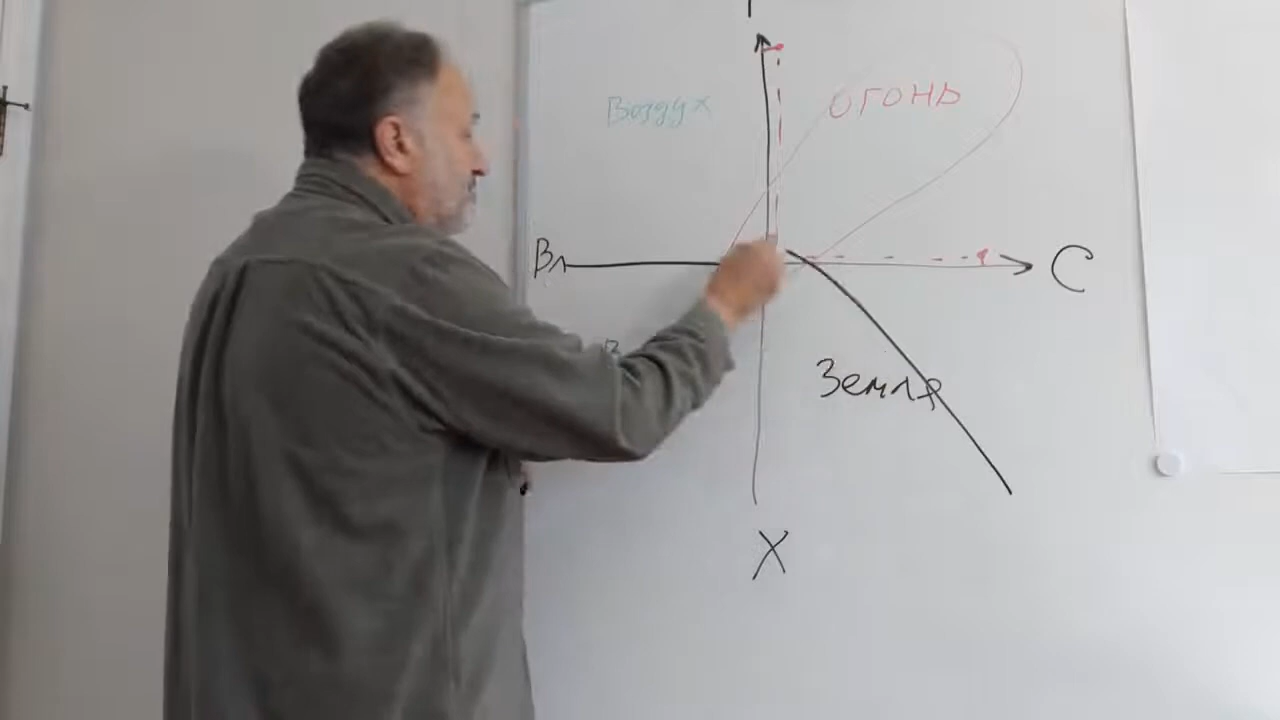 Воздух
огонь
Вл
С
Земля
Х